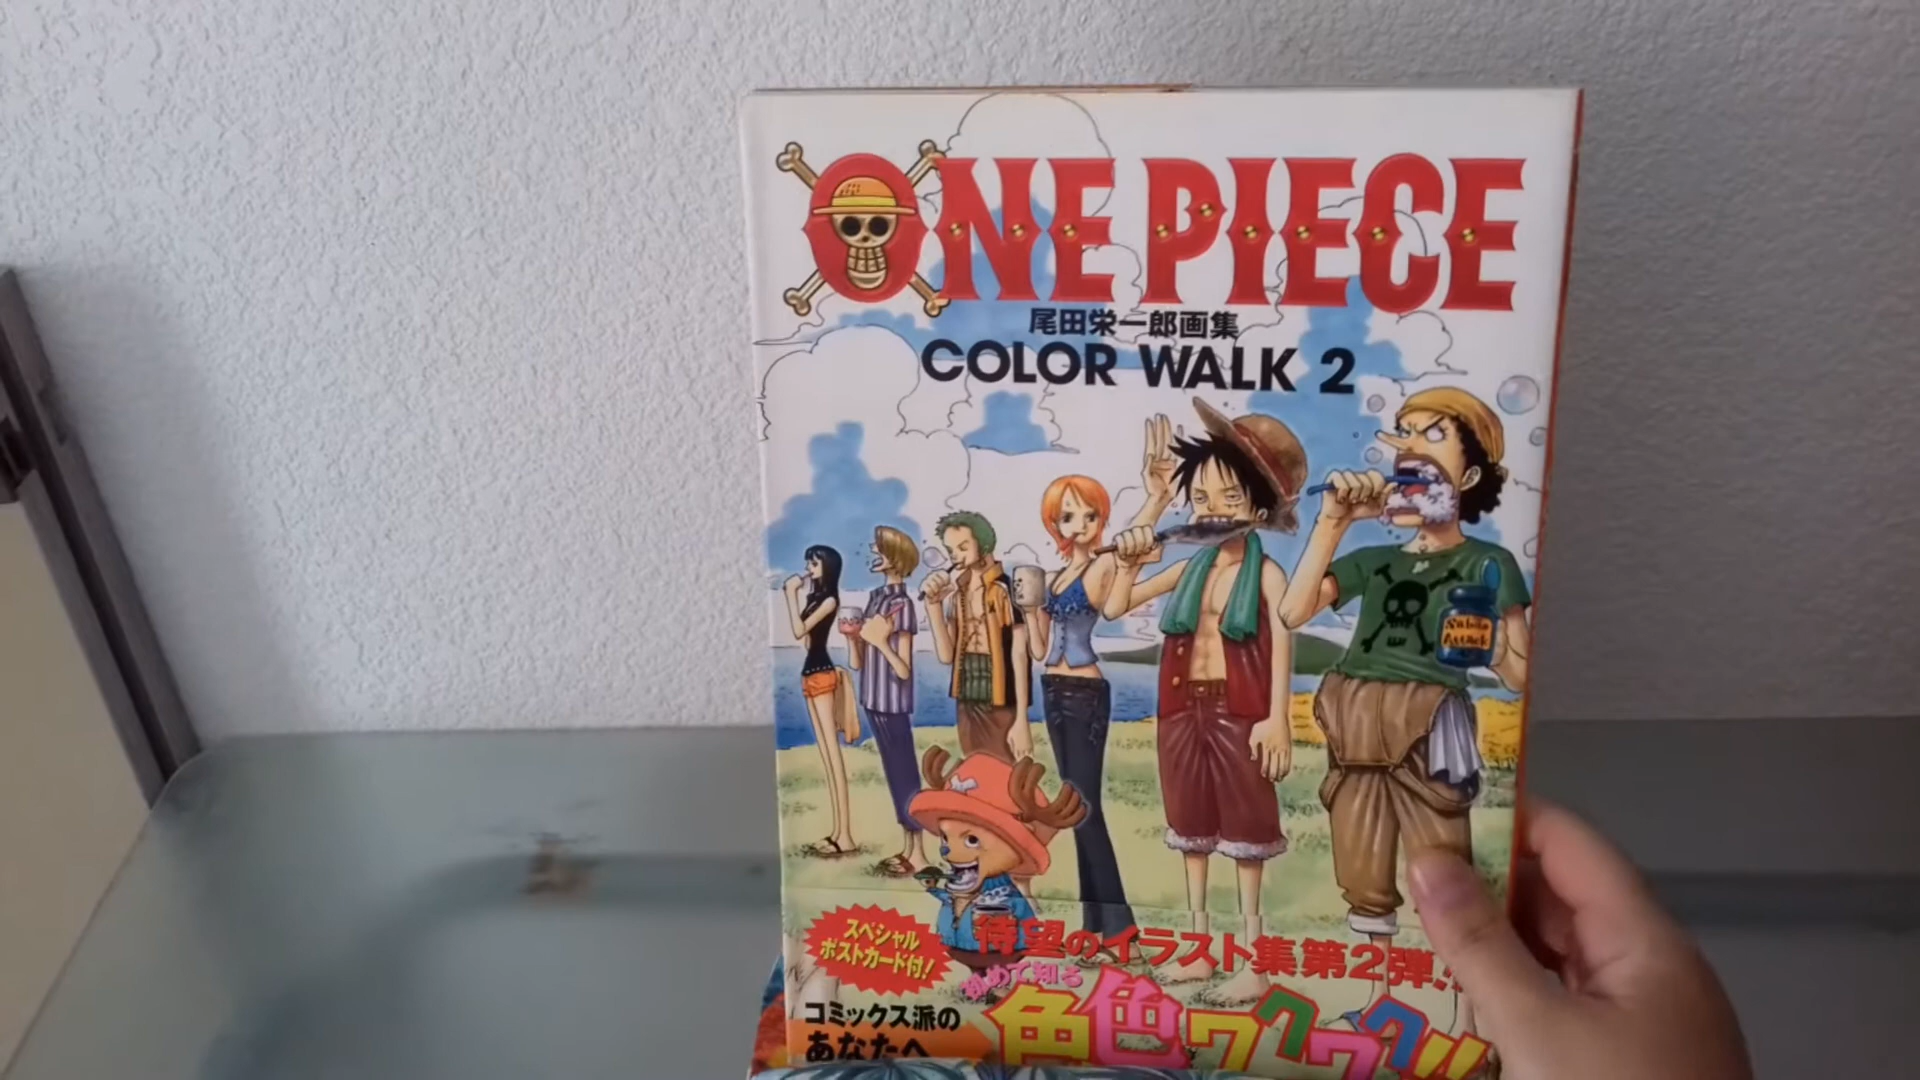 ONE PIECE
尾田栄一郎画集
COLOR WALK 2
Attack
スペシャル
ポストカード付!
待望のイラスト集第2弾!
初めて知る
色色ワクワク!!
コミックス派の
あなたへ